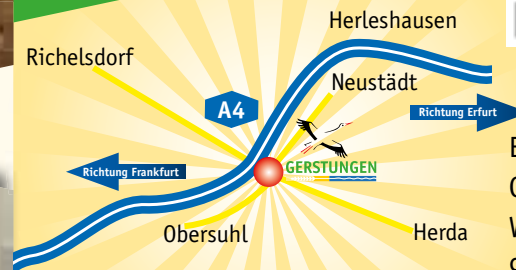 Herleshausen
Richelsdorf
Neustädt
A4
Richtung Erfurt
GERSTUNGEN
Richtung Frankfurt
Obersuhl
Herda